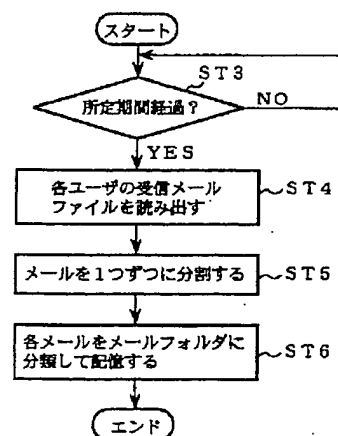 スタート
ST3
所定期間経過?
NO
YES
各ユーザの受信メール
ファイルを読み出す
ST4
メールを1つずつに分割する
ST5
各メールをメールフォルダに
分類して記憶する
ST6
エンド